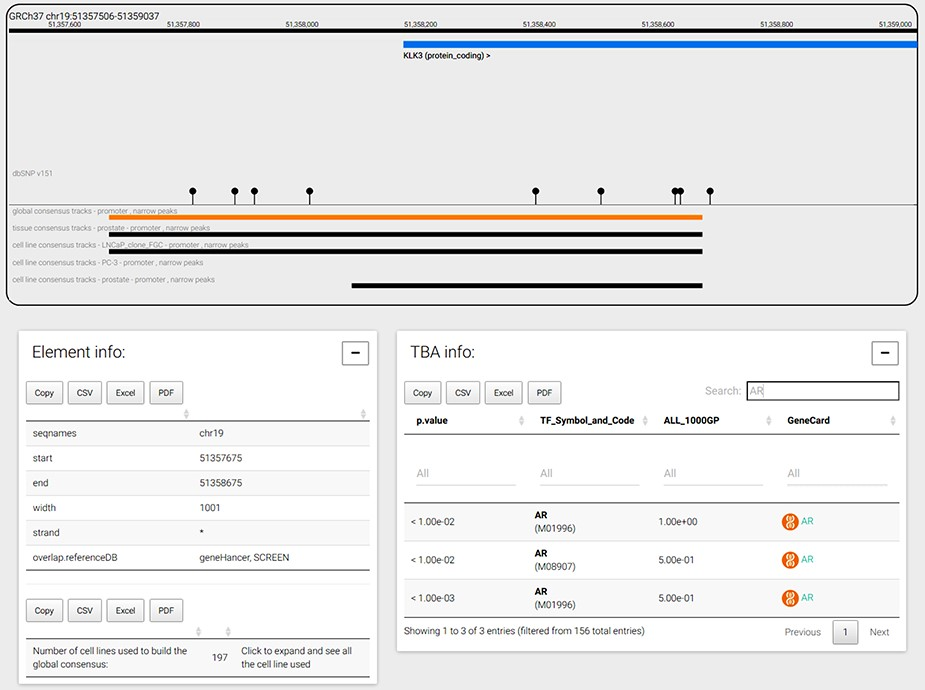 GRCh37 chr19:51357506-51359037
51,357,600 51,357,800 51,358,000 51,358,200 51,358,400 51,358,600 51,358,800 51,359,000
KLK3 (protein_coding) >
dbSNP v151
global consensus tracks - promoter , narrow peaks
tissue consensus tracks - prostate - promoter , narrow peaks
cell line consensus tracks - LNCaP_clone_FGC - promoter , narrow peaks
cell line consensus tracks - PC-3 - promoter , narrow peaks
cell line consensus tracks - prostate - promoter , narrow peaks
Element info:
Copy CSV Excel PDF
seqnames chr19
start 51357675
end 51358675
width 1001
strand *
overlap.referenceDB geneHancer, SCREEN
Copy CSV Excel PDF
Number of cell lines used to build the
global consensus:
197
Click to expand and see all
the cell line used
TBA info:
Copy CSV Excel PDF
Search: AR
p.value TF_Symbol_and_Code ALL_1000GP GeneCard
All All All All
< 1.00e-02 AR (M01996) 1.00e+00 AR
< 1.00e-02 AR (M08907) 5.00e-01 AR
< 1.00e-03 AR (M01996) 5.00e-01 AR
Showing 1 to 3 of 3 entries (filtered from 156 total entries)
Previous 1 Next